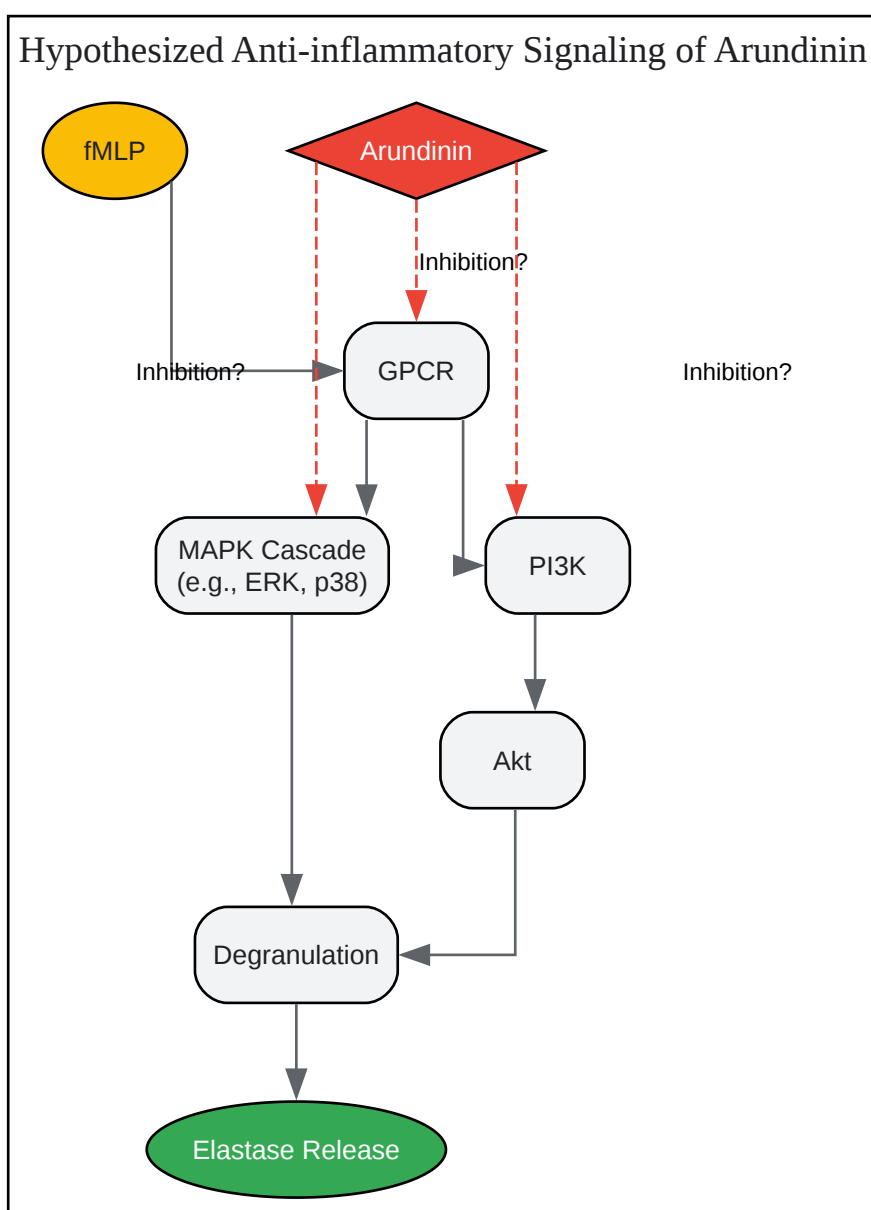 Hypothesized Anti-inflammatory Signaling of Arundinin
fMLP
Arundinin
Inhibition?
Inhibition?
GPCR
Inhibition?
MAPK Cascade
(e.g., ERK, p38)
PI3K
Akt
Degranulation
Elastase Release